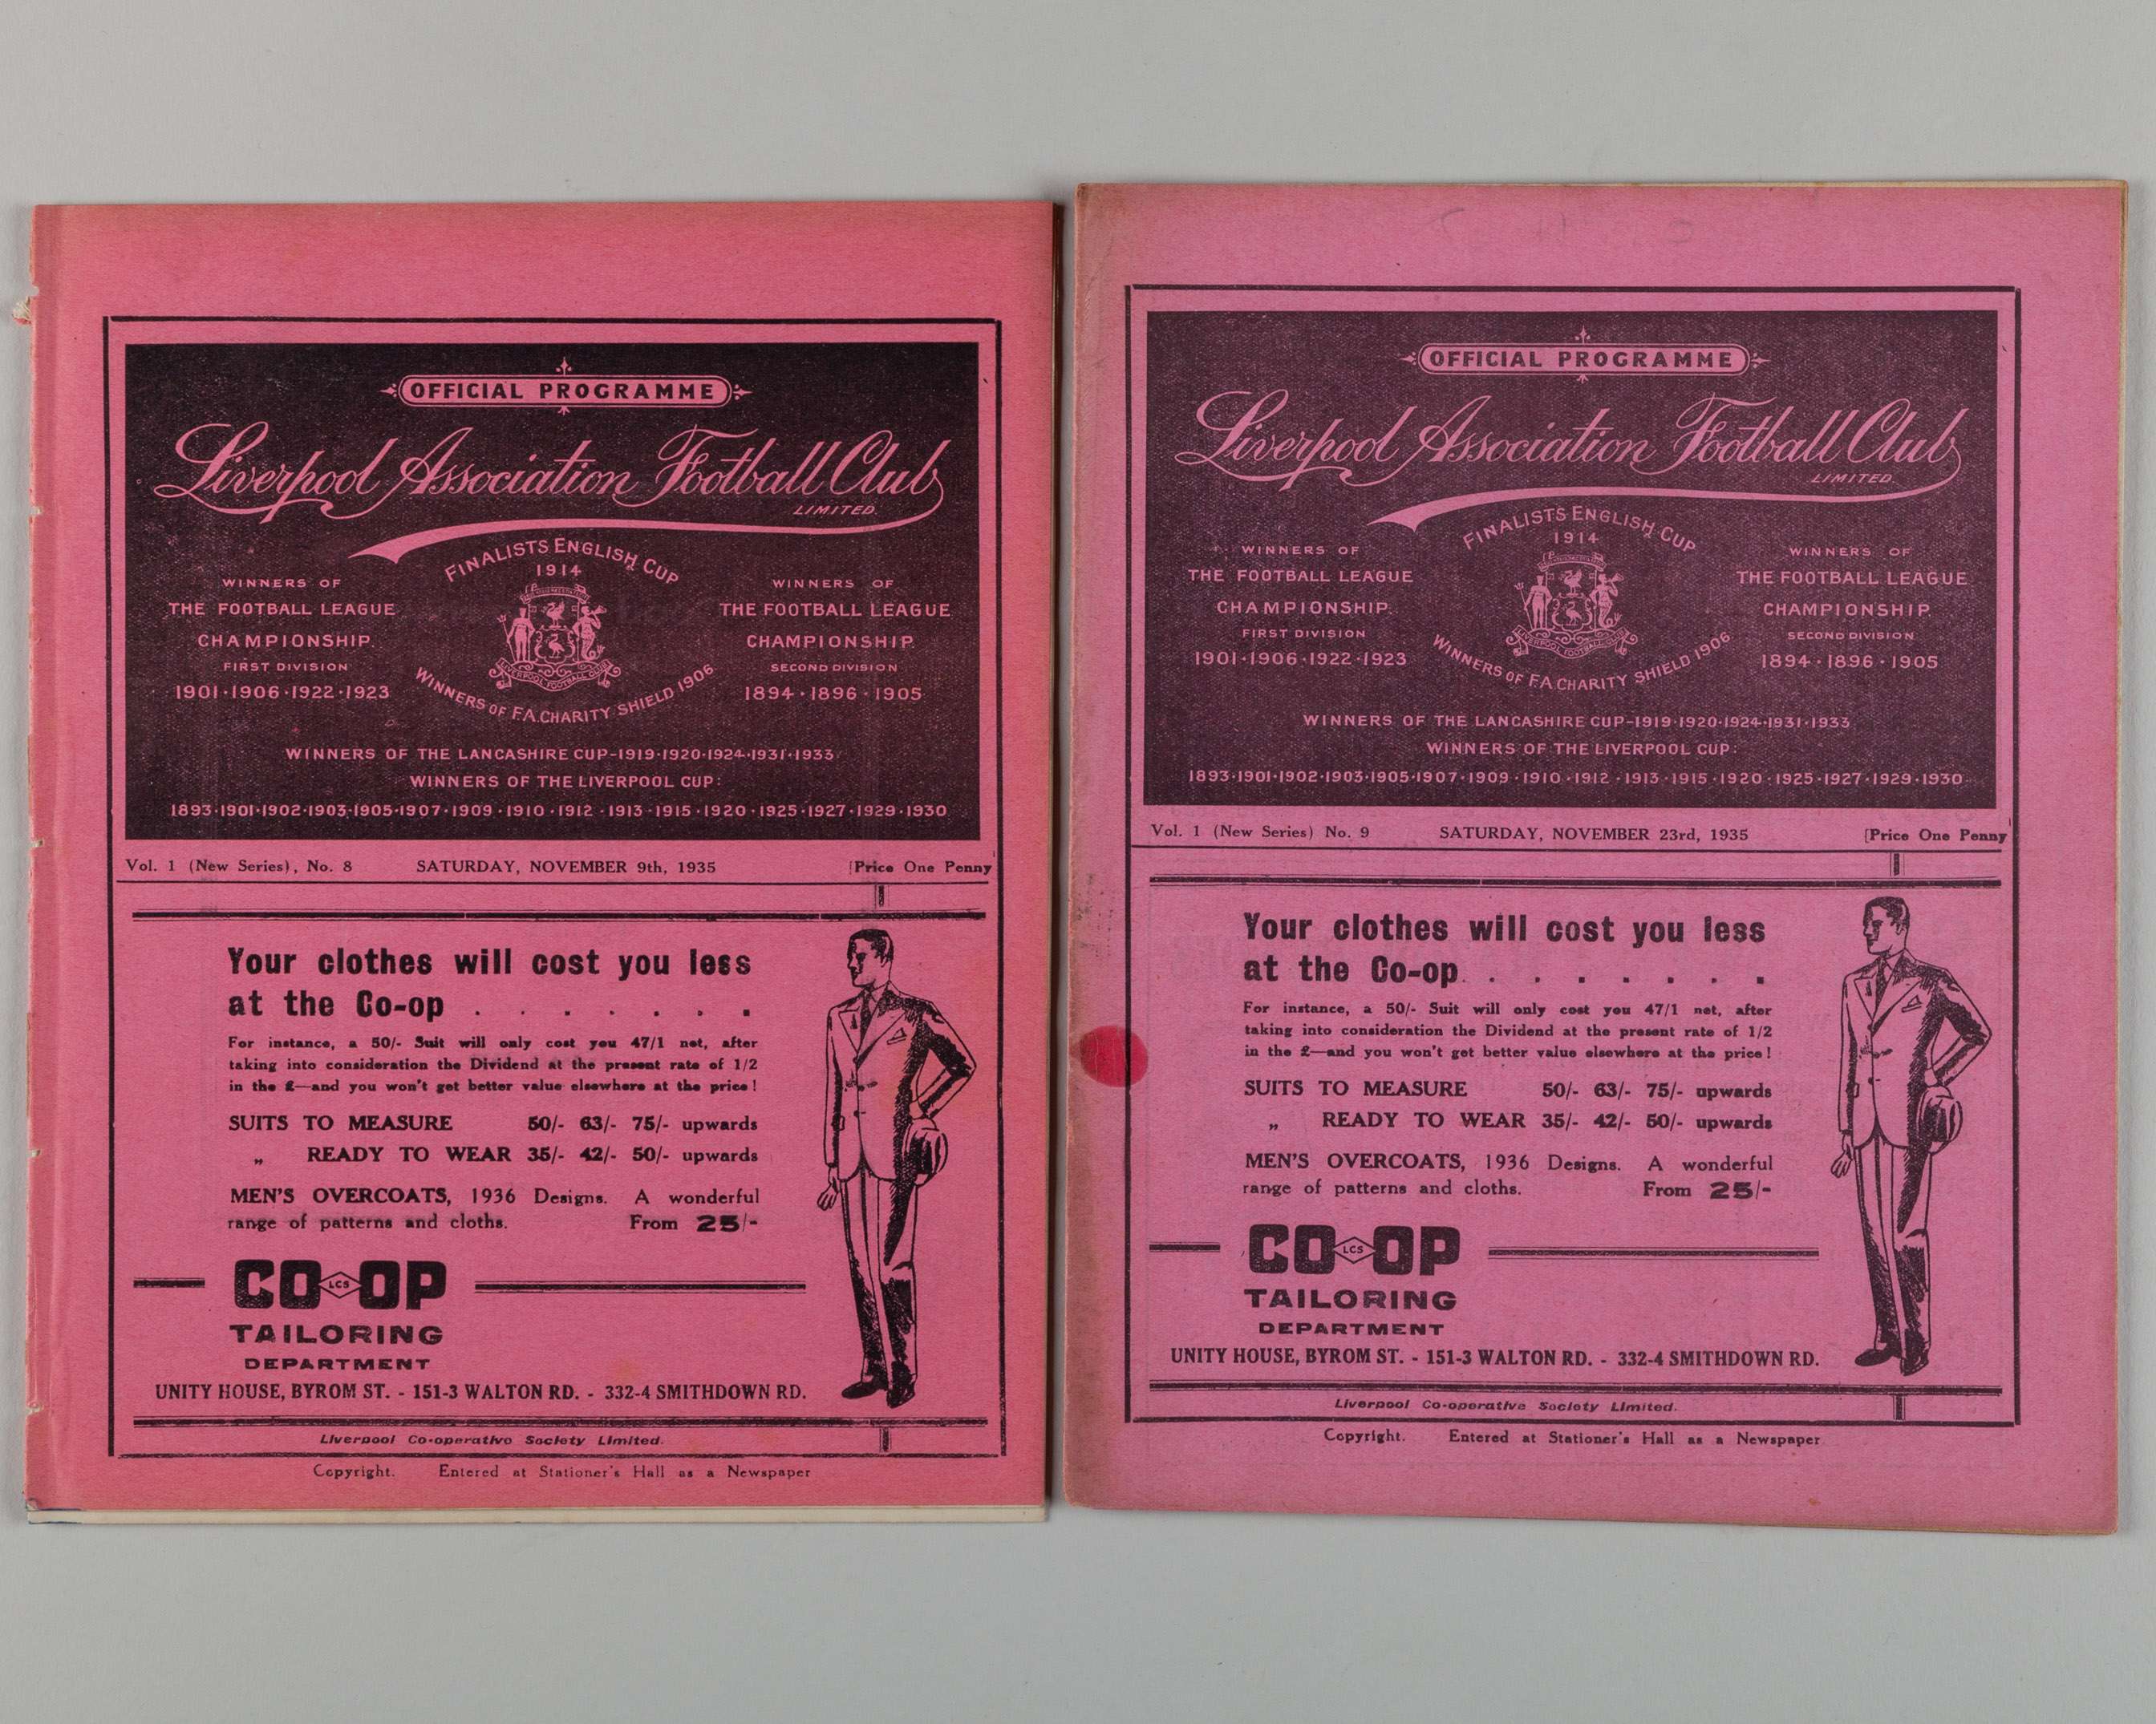 OFFICIAL PROGRAMME
Liverpool Association Football Club
LIMITED.
FINALISTS ENGLISH CUP
1914
WINNERS OF
THE FOOTBALL LEAGUE
CHAMPIONSHIP.
FIRST DIVISION
1901·1906·1922·1923
LIVERPOOL FOOTBALL CLUB
WINNERS OF F.A. CHARITY SHIELD 1906
WINNERS OF
THE FOOTBALL LEAGUE
CHAMPIONSHIP.
SECOND DIVISION
1894·1896·1905
WINNERS OF THE LANCASHIRE CUP-1919·1920·1924·1931·1933
WINNERS OF THE LIVERPOOL CUP:
1893·1901·1902·1903·1905·1907·1909·1910·1912·1913·1915·1920·1925·1927·1929·1930
Vol. 1 (New Series), No. 8 SATURDAY, NOVEMBER 9th, 1935 [Price One Penny
Your clothes will cost you less
at the Co-op . . . . . . .
For instance, a 50/- Suit will only cost you 47/1 net, after
taking into consideration the Dividend at the present rate of 1/2
in the £—and you won't get better value elsewhere at the price!
SUITS TO MEASURE 50/- 63/- 75/- upwards
„ READY TO WEAR 35/- 42/- 50/- upwards
MEN'S OVERCOATS, 1936 Designs. A wonderful
range of patterns and cloths. From 25/-
CO LCS OP
TAILORING
DEPARTMENT
UNITY HOUSE, BYROM ST. - 151-3 WALTON RD. - 332-4 SMITHDOWN RD.
Liverpool Co-operative Society Limited.
Copyright. Entered at Stationer's Hall as a Newspaper
OFFICIAL PROGRAMME
Liverpool Association Football Club
LIMITED.
FINALISTS ENGLISH CUP
1914
WINNERS OF
THE FOOTBALL LEAGUE
CHAMPIONSHIP.
FIRST DIVISION
1901·1906·1922·1923
LIVERPOOL FOOTBALL CLUB
WINNERS OF F.A. CHARITY SHIELD 1906
WINNERS OF
THE FOOTBALL LEAGUE
CHAMPIONSHIP.
SECOND DIVISION
1894·1896·1905
WINNERS OF THE LANCASHIRE CUP-1919·1920·1924·1931·1933
WINNERS OF THE LIVERPOOL CUP:
1893·1901·1902·1903·1905·1907·1909·1910·1912·1913·1915·1920·1925·1927·1929·1930
Vol. 1 (New Series) No. 9 SATURDAY, NOVEMBER 23rd, 1935 [Price One Penny
Your clothes will cost you less
at the Co-op . . . . . . .
For instance, a 50/- Suit will only cost you 47/1 net, after
taking into consideration the Dividend at the present rate of 1/2
in the £—and you won't get better value elsewhere at the price!
SUITS TO MEASURE 50/- 63/- 75/- upwards
„ READY TO WEAR 35/- 42/- 50/- upwards
MEN'S OVERCOATS, 1936 Designs. A wonderful
range of patterns and cloths. From 25/-
CO LCS OP
TAILORING
DEPARTMENT
UNITY HOUSE, BYROM ST. - 151-3 WALTON RD. - 332-4 SMITHDOWN RD.
Liverpool Co-operative Society Limited.
Copyright. Entered at Stationer's Hall as a Newspaper